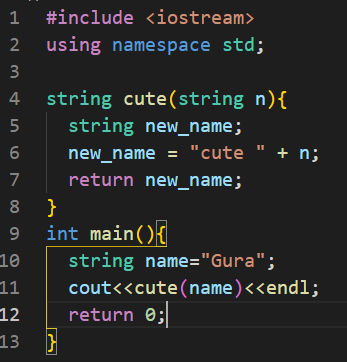 1 #include <iostream>
2 using namespace std;
3
4 string cute(string n){
5   string new_name;
6   new_name = "cute " + n;
7   return new_name;
8 }
9 int main(){
10   string name="Gura";
11   cout<<cute(name)<<endl;
12   return 0;
13 }